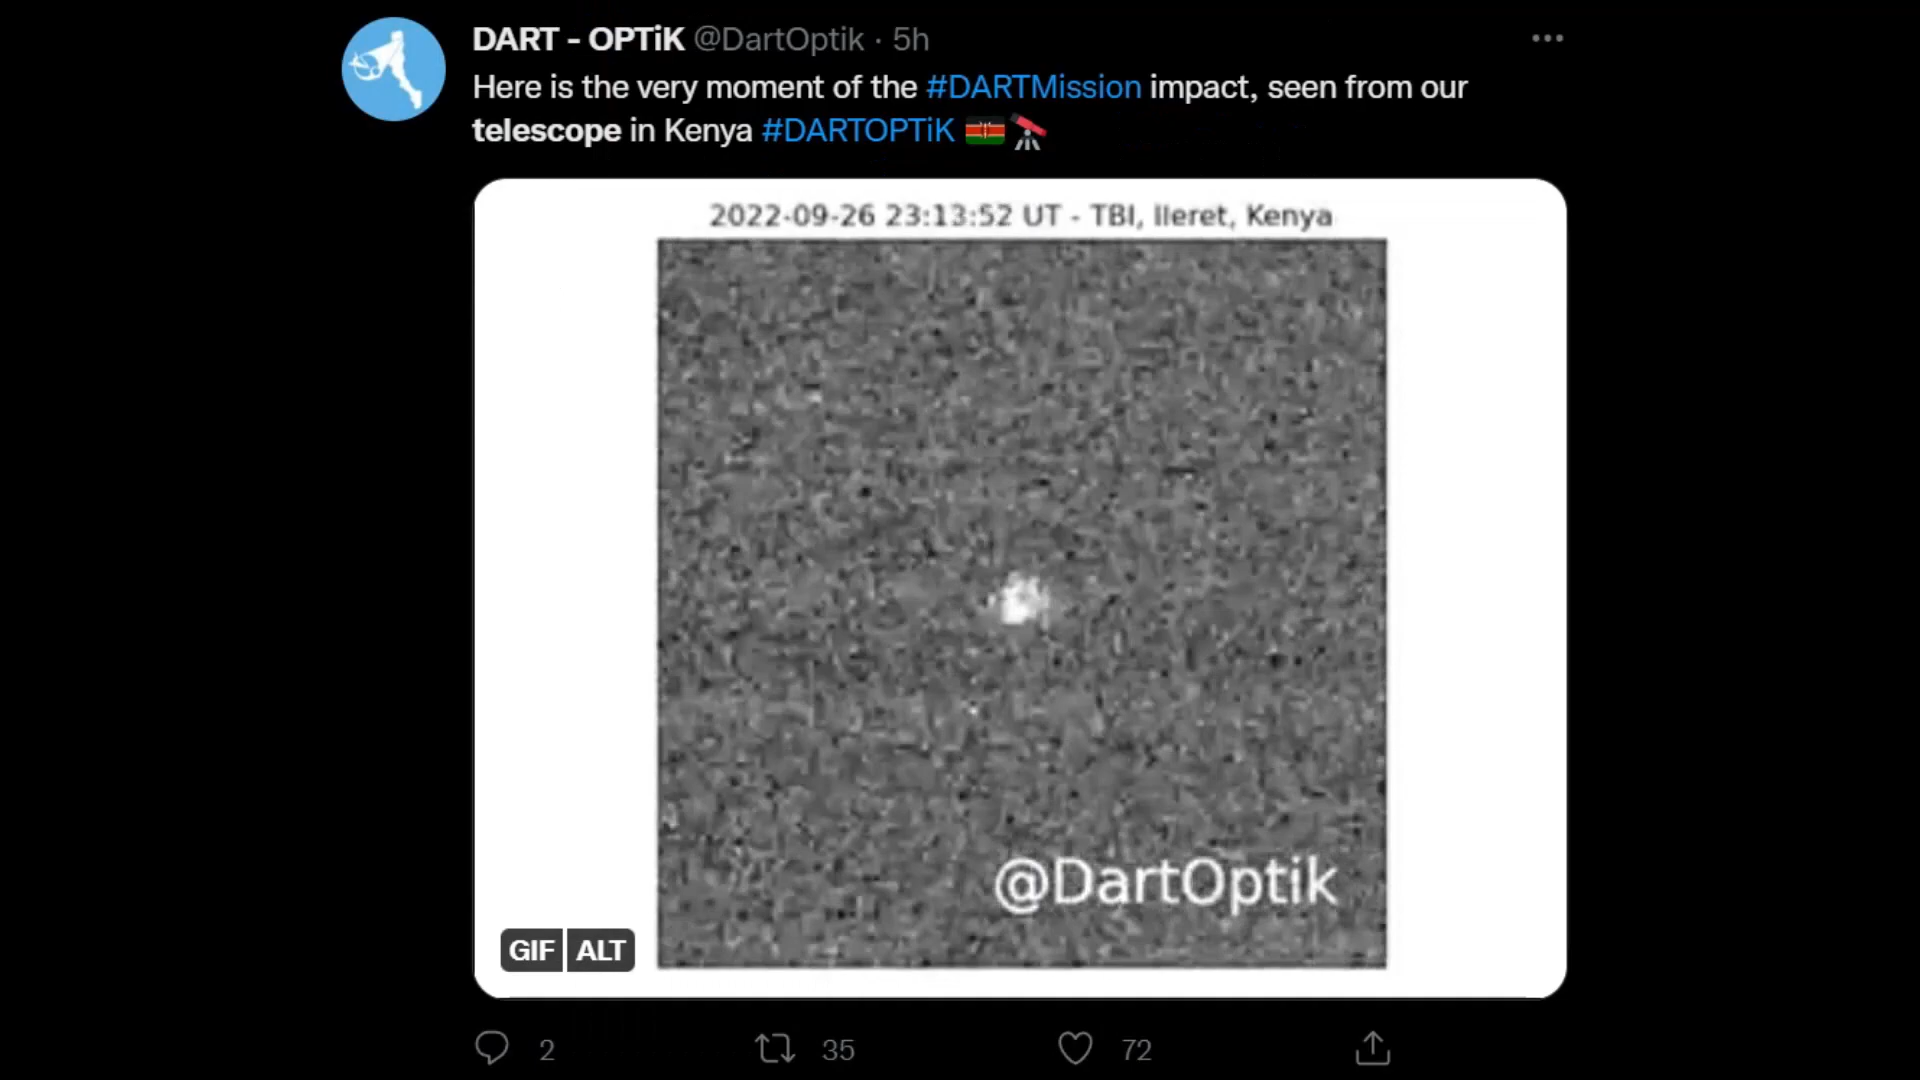 DART - OPTiK @DartOptik · 5h
Here is the very moment of the #DARTMission impact, seen from our
telescope in Kenya #DARTOPTiK 🇰🇪🔭
2022-09-26 23:13:52 UT - TBI, Ileret, Kenya
@DartOptik
GIF ALT
2 35 72